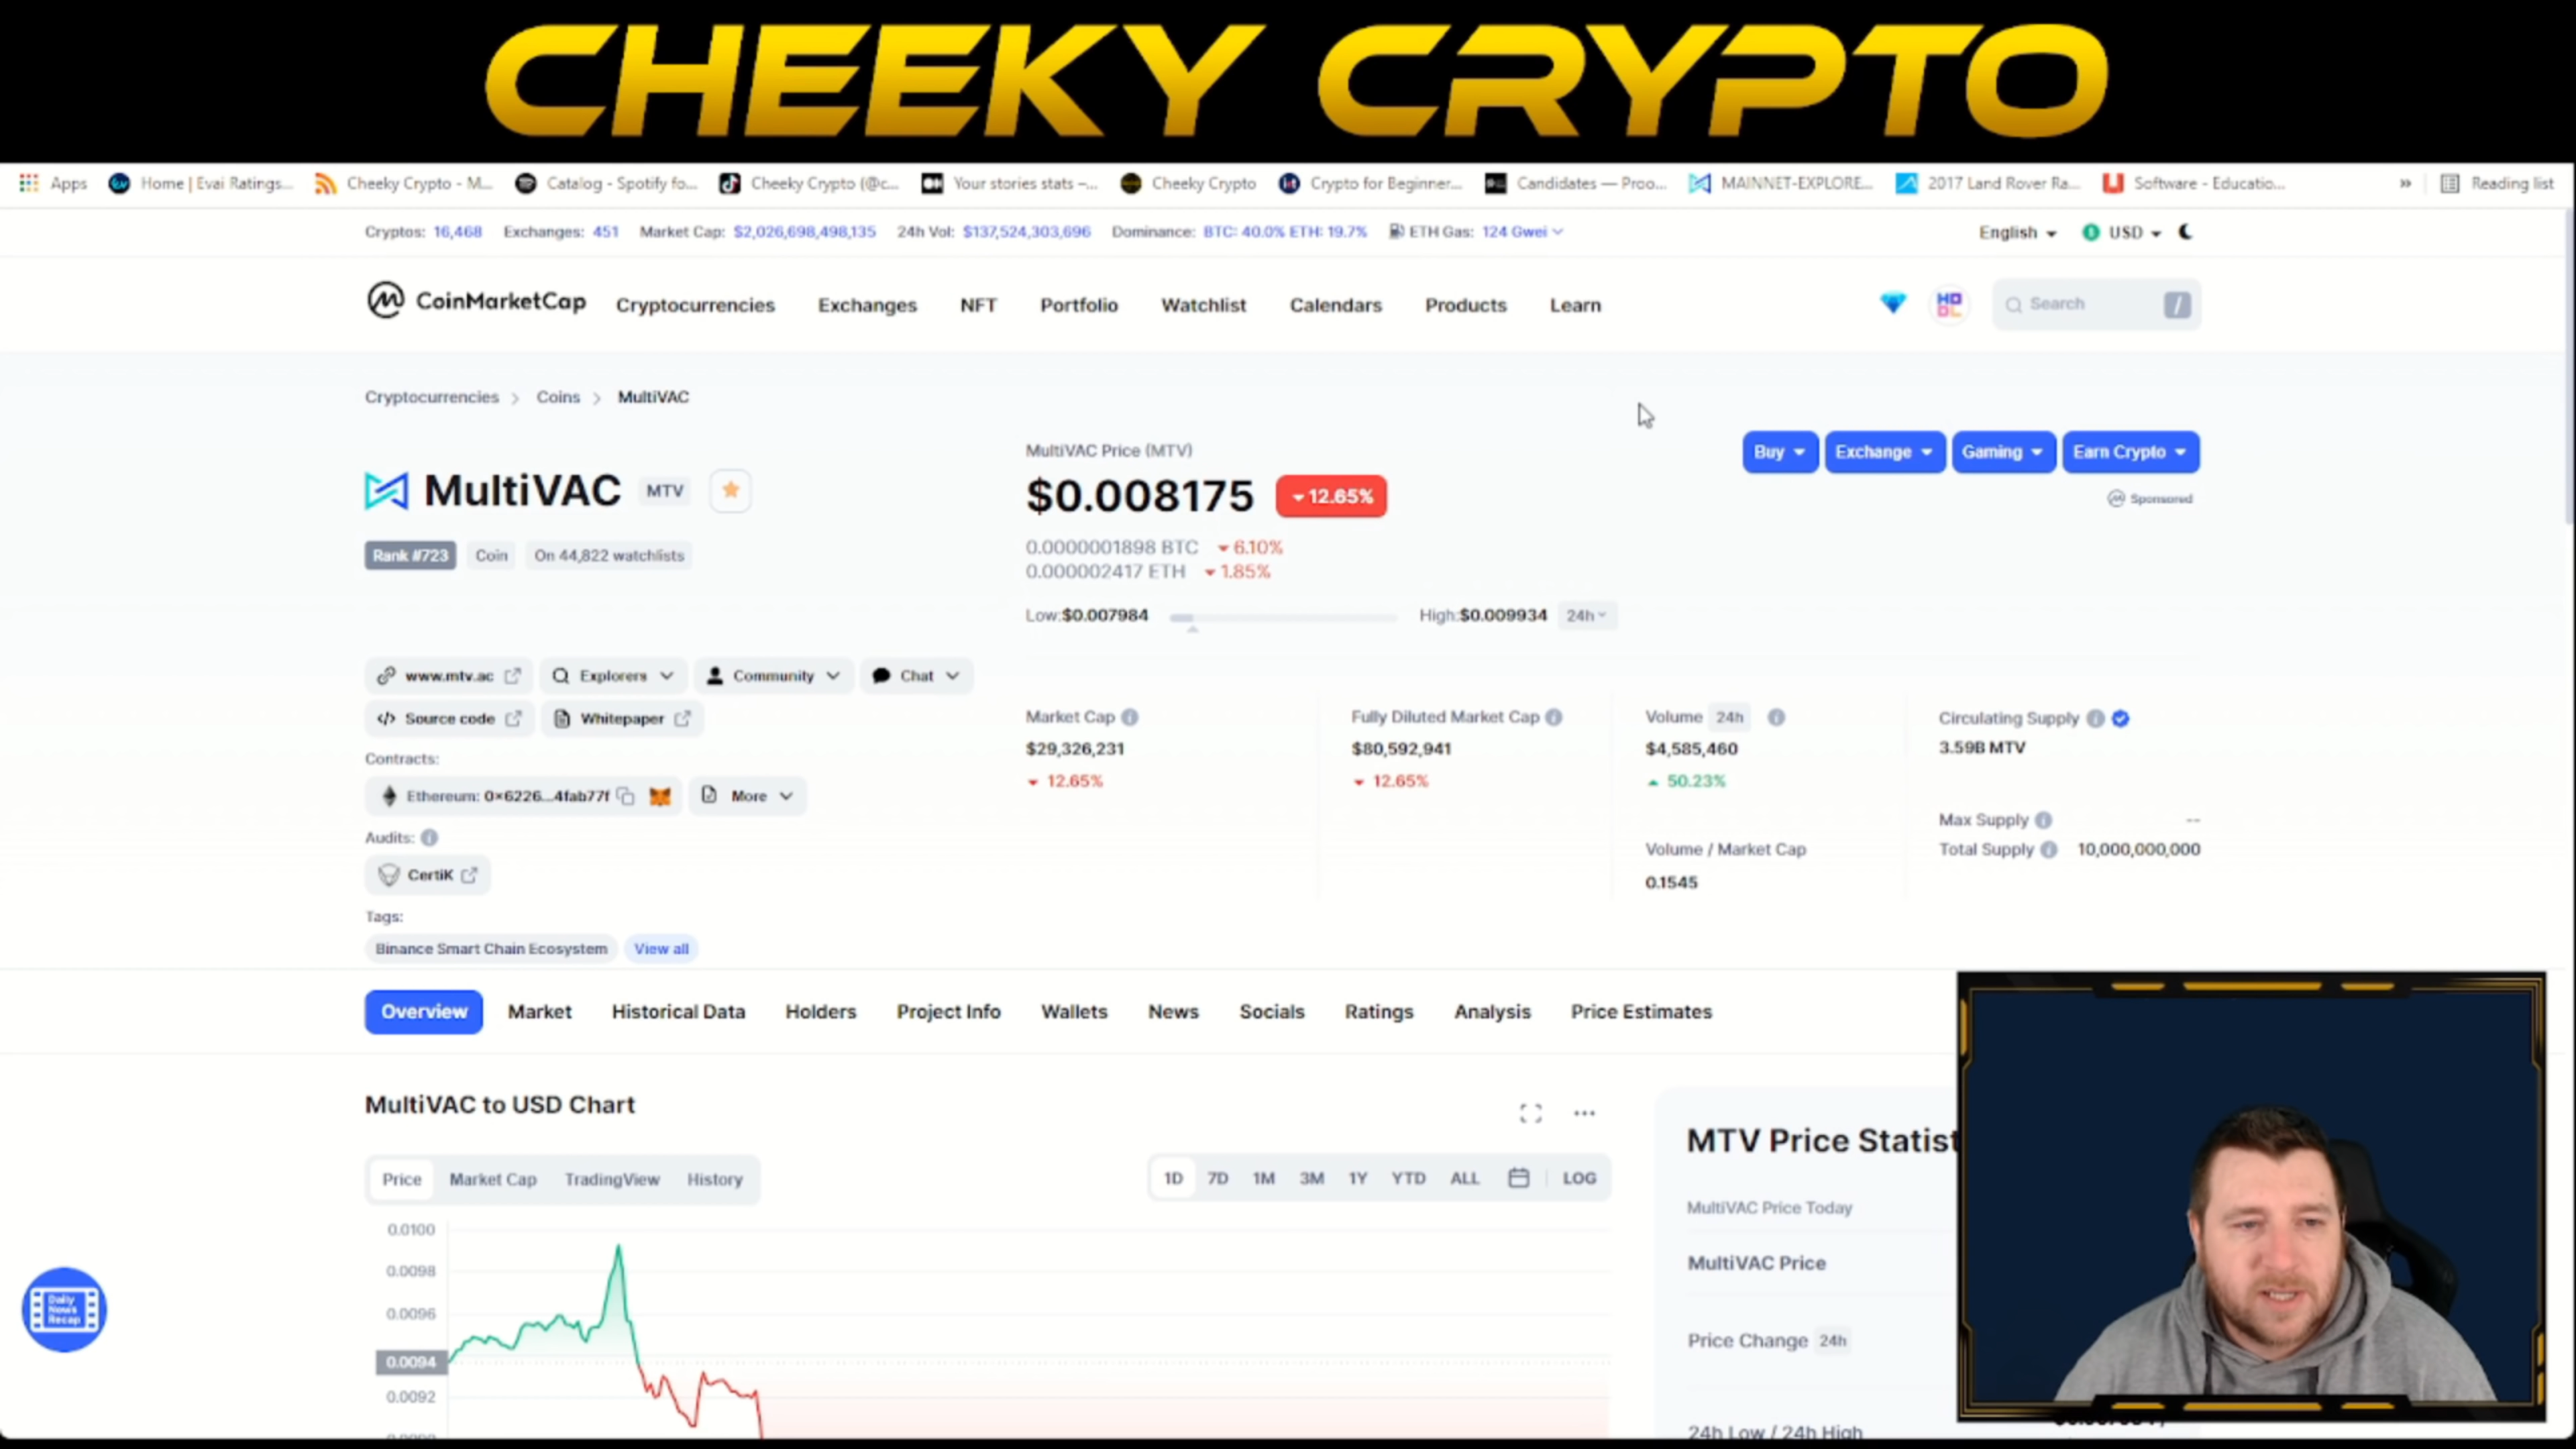 CHEEKY CRYPTO
Apps Home | Evai Ratings... Cheeky Crypto - M... Catalog - Spotify fo... Cheeky Crypto (@c... Your stories stats –... Cheeky Crypto Crypto for Beginner... Candidates — Proo... MAINNET-EXPLORE... 2017 Land Rover Ra... Software - Educatio... » Reading list
Cryptos: 16,468 Exchanges: 451 Market Cap: $2,026,698,498,135 24h Vol: $137,524,303,696 Dominance: BTC: 40.0% ETH: 19.7% ETH Gas: 124 Gwei English USD
CoinMarketCap Cryptocurrencies Exchanges NFT Portfolio Watchlist Calendars Products Learn HODL Search /
Cryptocurrencies > Coins > MultiVAC
MultiVAC Price (MTV)
Buy Exchange Gaming Earn Crypto
MultiVAC MTV $0.008175 12.65%
Sponsored
Rank #723 Coin On 44,822 watchlists
0.0000001898 BTC 6.10%
0.000002417 ETH 1.85%
Low:$0.007984 High:$0.009934 24h
www.mtv.ac Explorers Community Chat
Source code Whitepaper
Market Cap Fully Diluted Market Cap Volume 24h Circulating Supply
$29,326,231 $80,592,941 $4,585,460 3.59B MTV
12.65% 12.65% 50.23%
Contracts:
Ethereum: 0x6226...4fab77f More
Max Supply --
Audits:
Volume / Market Cap Total Supply 10,000,000,000
CertiK
0.1545
Tags:
Binance Smart Chain Ecosystem View all
Overview Market Historical Data Holders Project Info Wallets News Socials Ratings Analysis Price Estimates
MultiVAC to USD Chart
MTV Price Statist
Price Market Cap TradingView History 1D 7D 1M 3M 1Y YTD ALL LOG
MultiVAC Price Today
0.0100
MultiVAC Price
0.0098
0.0096
Price Change 24h
0.0094
0.0092
24h Low / 24h High
Daily
News
Recap